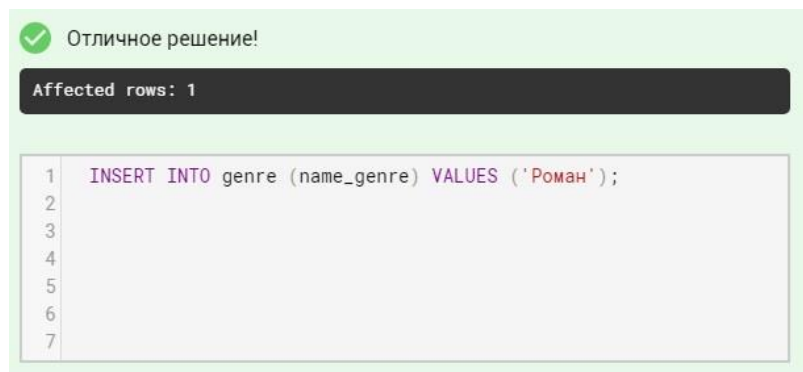 Отличное решение!
Affected rows: 1
1 INSERT INTO genre (name_genre) VALUES ('Роман');
2
3
4
5
6
7